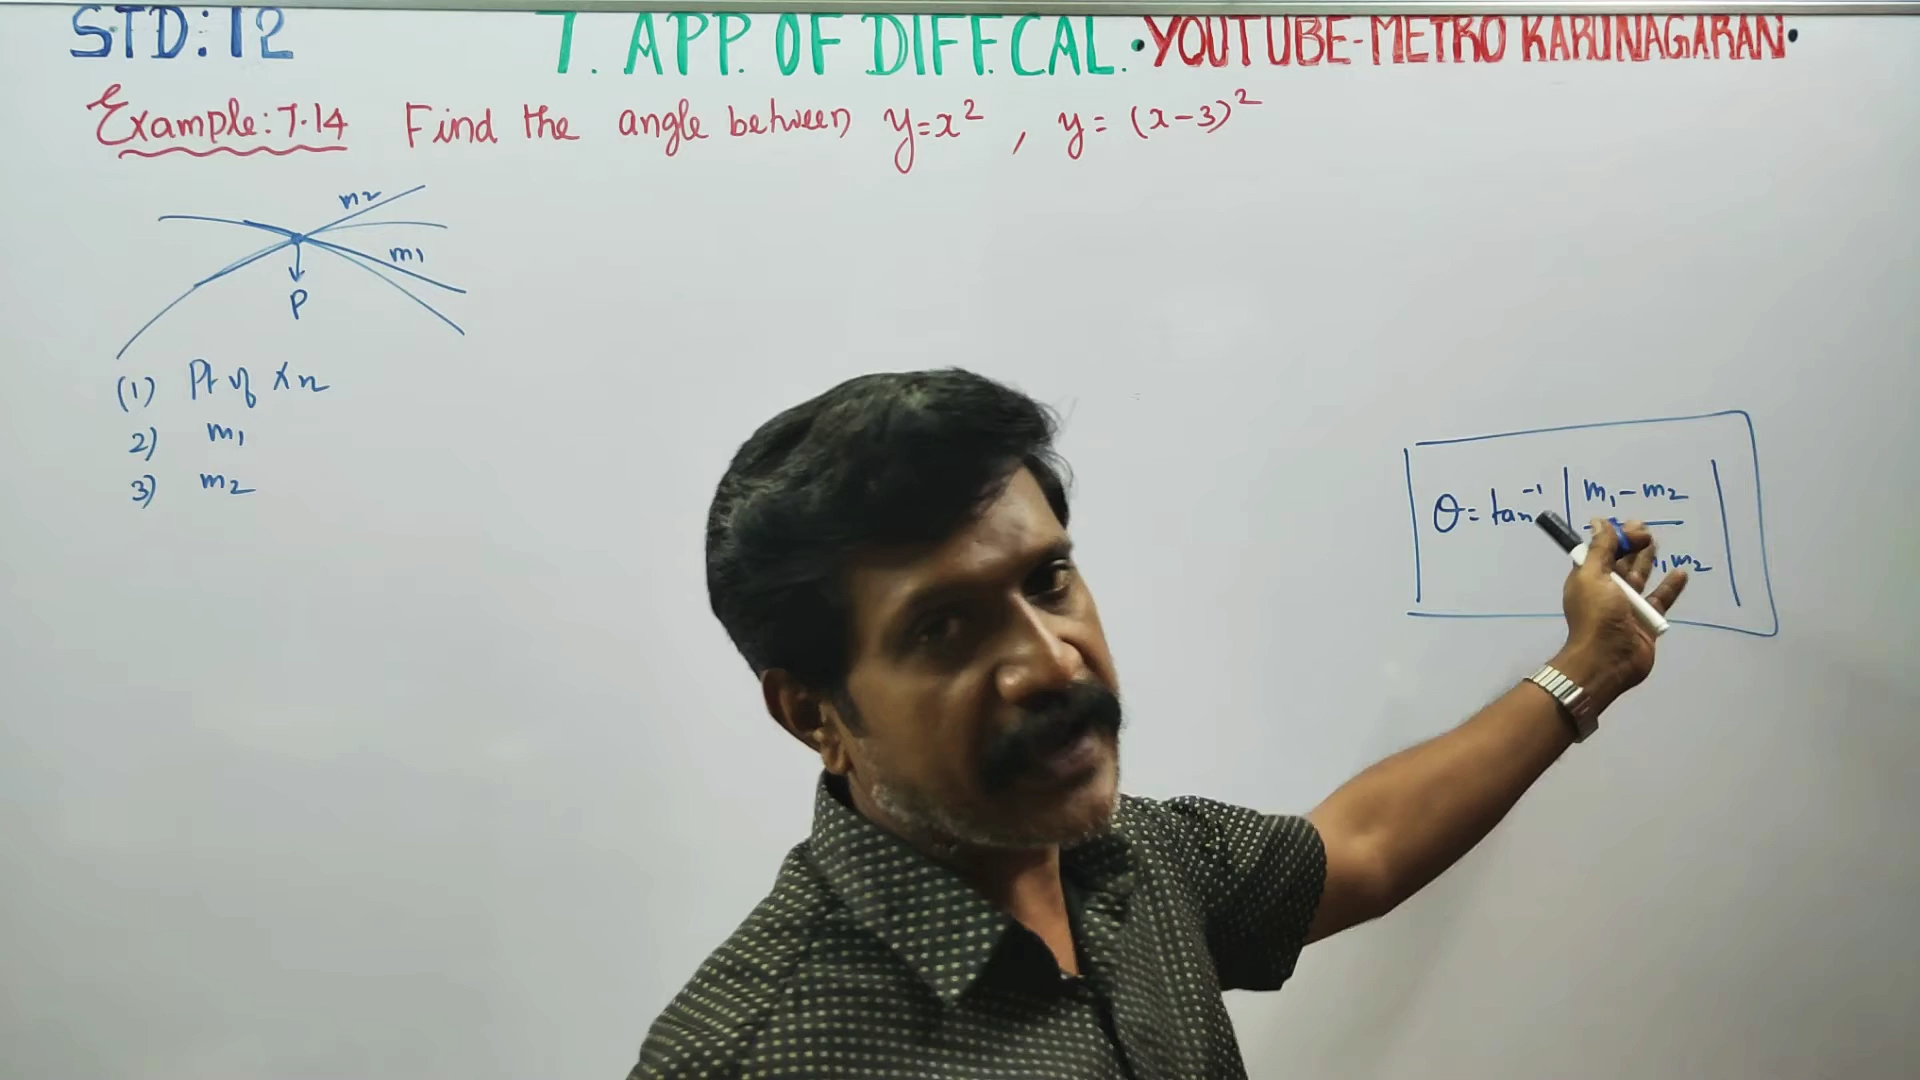 STD: 12 7. APP. OF DIFF. CAL. • YOUTUBE-METRO KARUNAGARAN •
Example: 7.14 Find the angle between y=x², y=(x-3)²
m2
m1
P
(1) Pt of Xn
2) m₁
3) m₂
θ = tan⁻¹ | m₁ - m₂
m₂ |